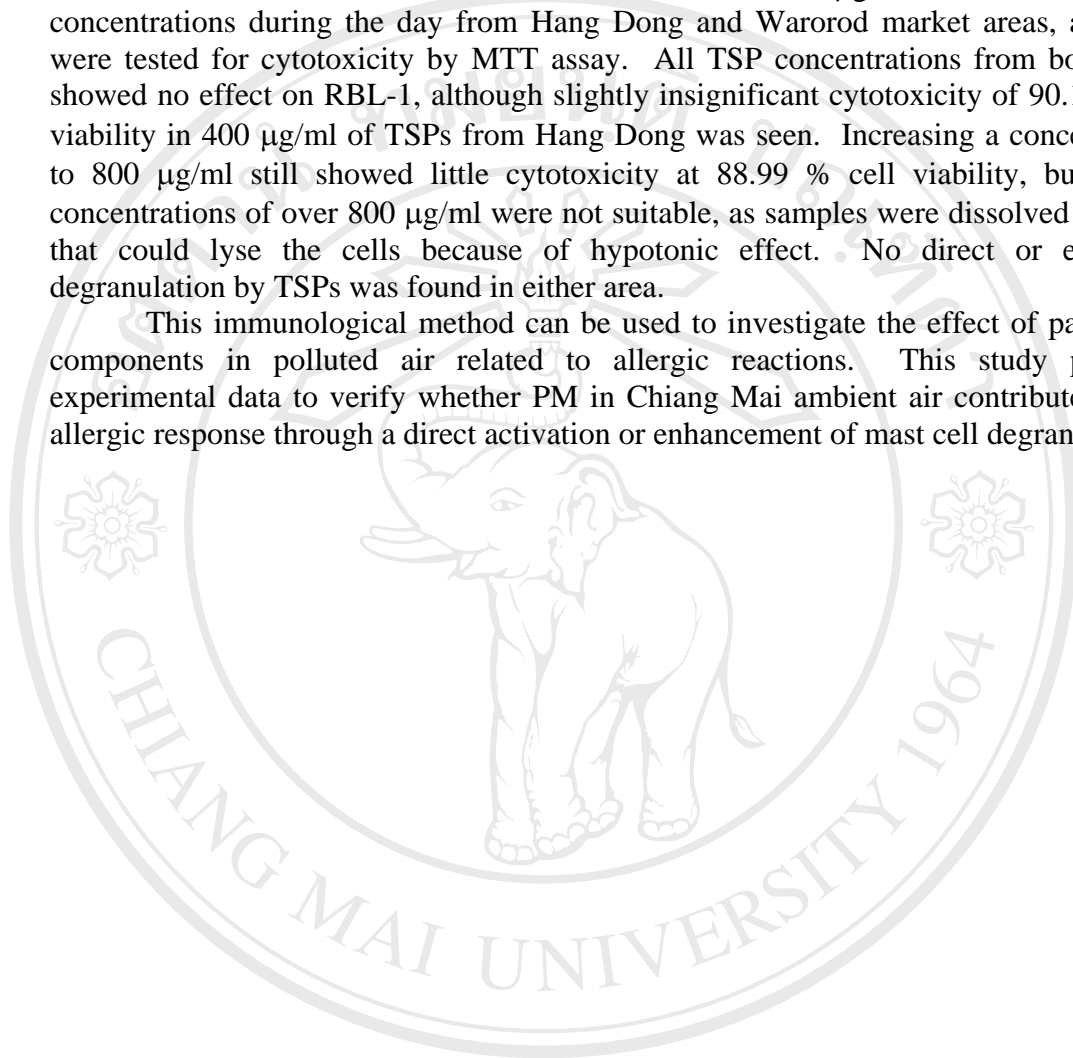 concentrations during the day from Hang Dong and Warorod market areas, a
were tested for cytotoxicity by MTT assay. All TSP concentrations from bo
showed no effect on RBL-1, although slightly insignificant cytotoxicity of 90.1
viability in 400 μg/ml of TSPs from Hang Dong was seen. Increasing a conce
to 800 μg/ml still showed little cytotoxicity at 88.99 % cell viability, bu
concentrations of over 800 μg/ml were not suitable, as samples were dissolved
that could lyse the cells because of hypotonic effect. No direct or e
degranulation by TSPs was found in either area.
This immunological method can be used to investigate the effect of pa
components in polluted air related to allergic reactions. This study p
experimental data to verify whether PM in Chiang Mai ambient air contribute
allergic response through a direct activation or enhancement of mast cell degran
CHIANG MAI UNIVERSITY 1964